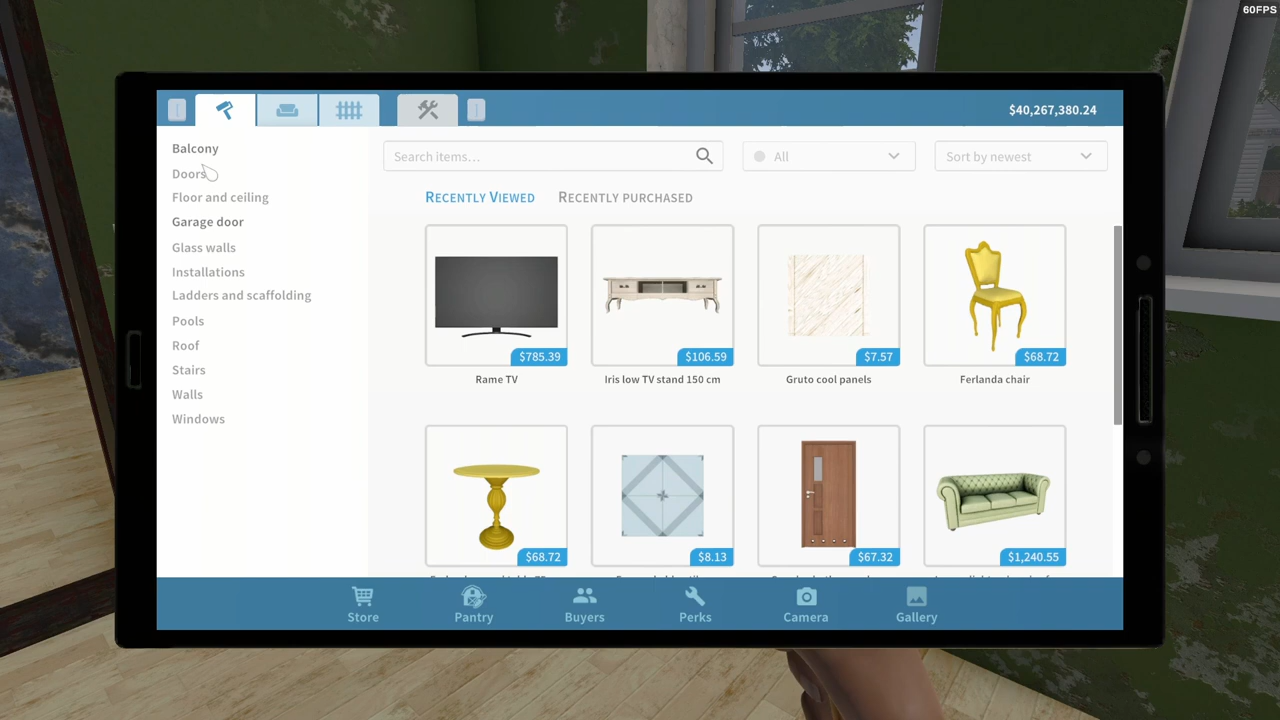 60FPS
$40,267,380.24
Balcony
Doors
Floor and ceiling
Garage door
Glass walls
Installations
Ladders and scaffolding
Pools
Roof
Stairs
Walls
Windows
Search items...
All
Sort by newest
RECENTLY VIEWED
RECENTLY PURCHASED
$785.39
$106.59
$7.57
$68.72
Rame TV
Iris low TV stand 150 cm
Gruto cool panels
Ferlanda chair
$68.72
$8.13
$67.32
$1,240.55
Store
Pantry
Buyers
Perks
Camera
Gallery